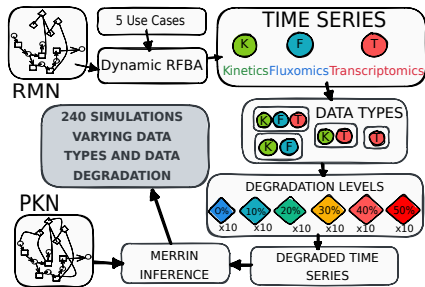 5 Use Cases
Dynamic RFBA
RMN
TIME SERIES
K F T
Kinetics Fluxomics Transcriptomics
DATA TYPES
K F T
K T
T
K F
DEGRADATION LEVELS
0% 10% 20% 30% 40% 50%
x10 x10 x10 x10 x10 x10
240 SIMULATIONS
VARYING DATA
TYPES AND DATA
DEGRADATION
PKN
MERRIN
INFERENCE
DEGRADED TIME
SERIES